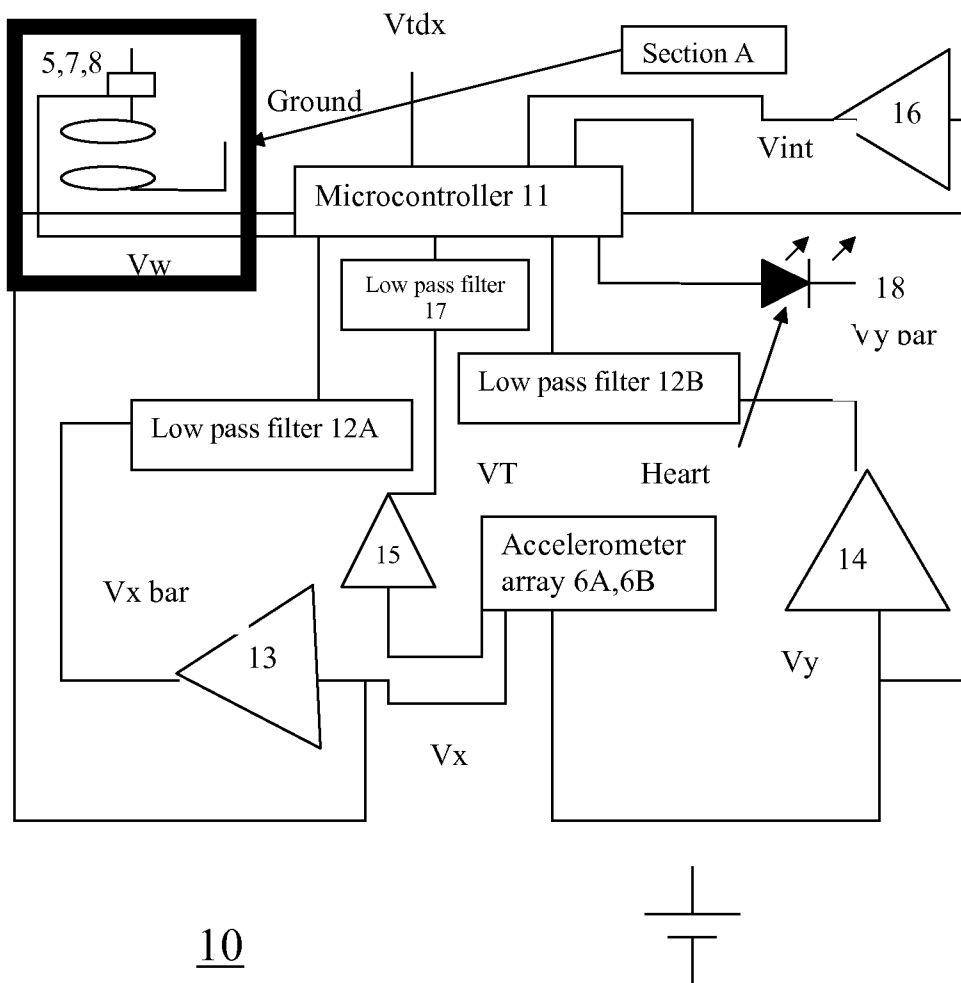 Vtdx
5,7,8
Section A
Ground
16
Vint
Microcontroller 11
Vw
Low pass filter
17
18
Vy bar
Low pass filter 12B
Low pass filter 12A
VT
Heart
Accelerometer
array 6A,6B
15
14
Vx bar
13
Vy
Vx
10